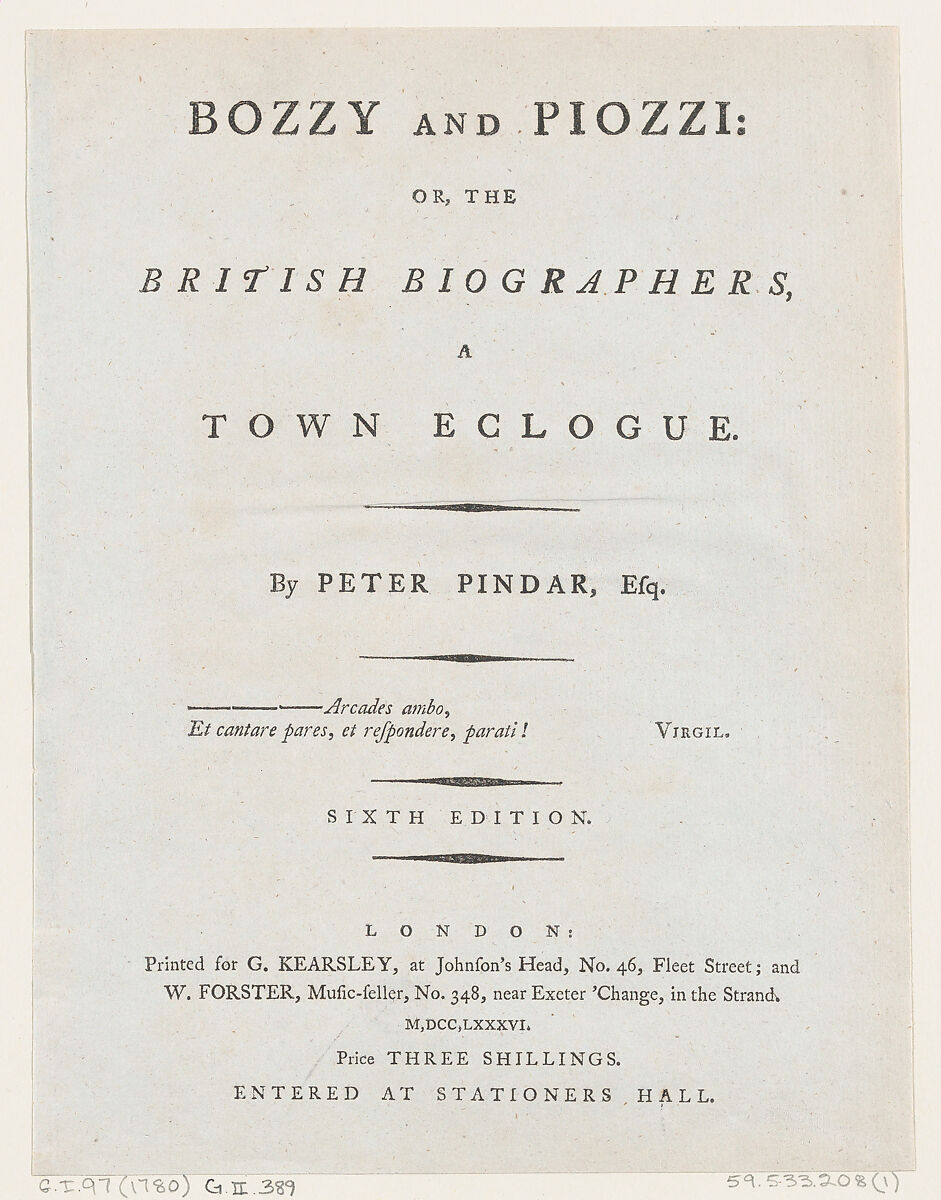 BOZZY AND PIOZZI:
OR, THE
BRITISH BIOGRAPHERS,
A
TOWN ECLOGUE.
By PETER PINDAR, Eſq.
———Arcades ambo,
Et cantare pares, et reſpondere, parati! VIRGIL.
SIXTH EDITION.
LONDON:
Printed for G. KEARSLEY, at Johnſon's Head, No. 46, Fleet Street; and
W. FORSTER, Muſic-ſeller, No. 348, near Exeter 'Change, in the Strand.
M,DCC,LXXXVI.
Price THREE SHILLINGS.
ENTERED AT STATIONERS HALL.
G.I.97 (1780) G.II.389 59.533.208(1)